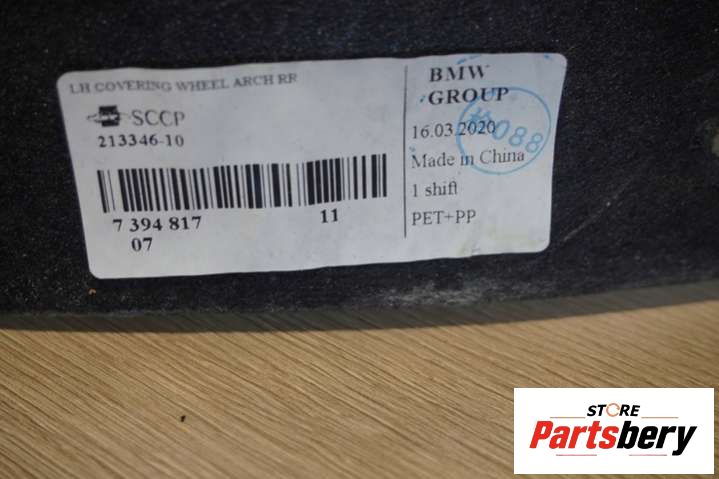 LH COVERING WHEEL ARCH RR
SCCP
213346-10
7 394 817 11
07
BMW
GROUP
16.03.2020
Made in China
1 shift
PET+PP
STORE
Partsbery